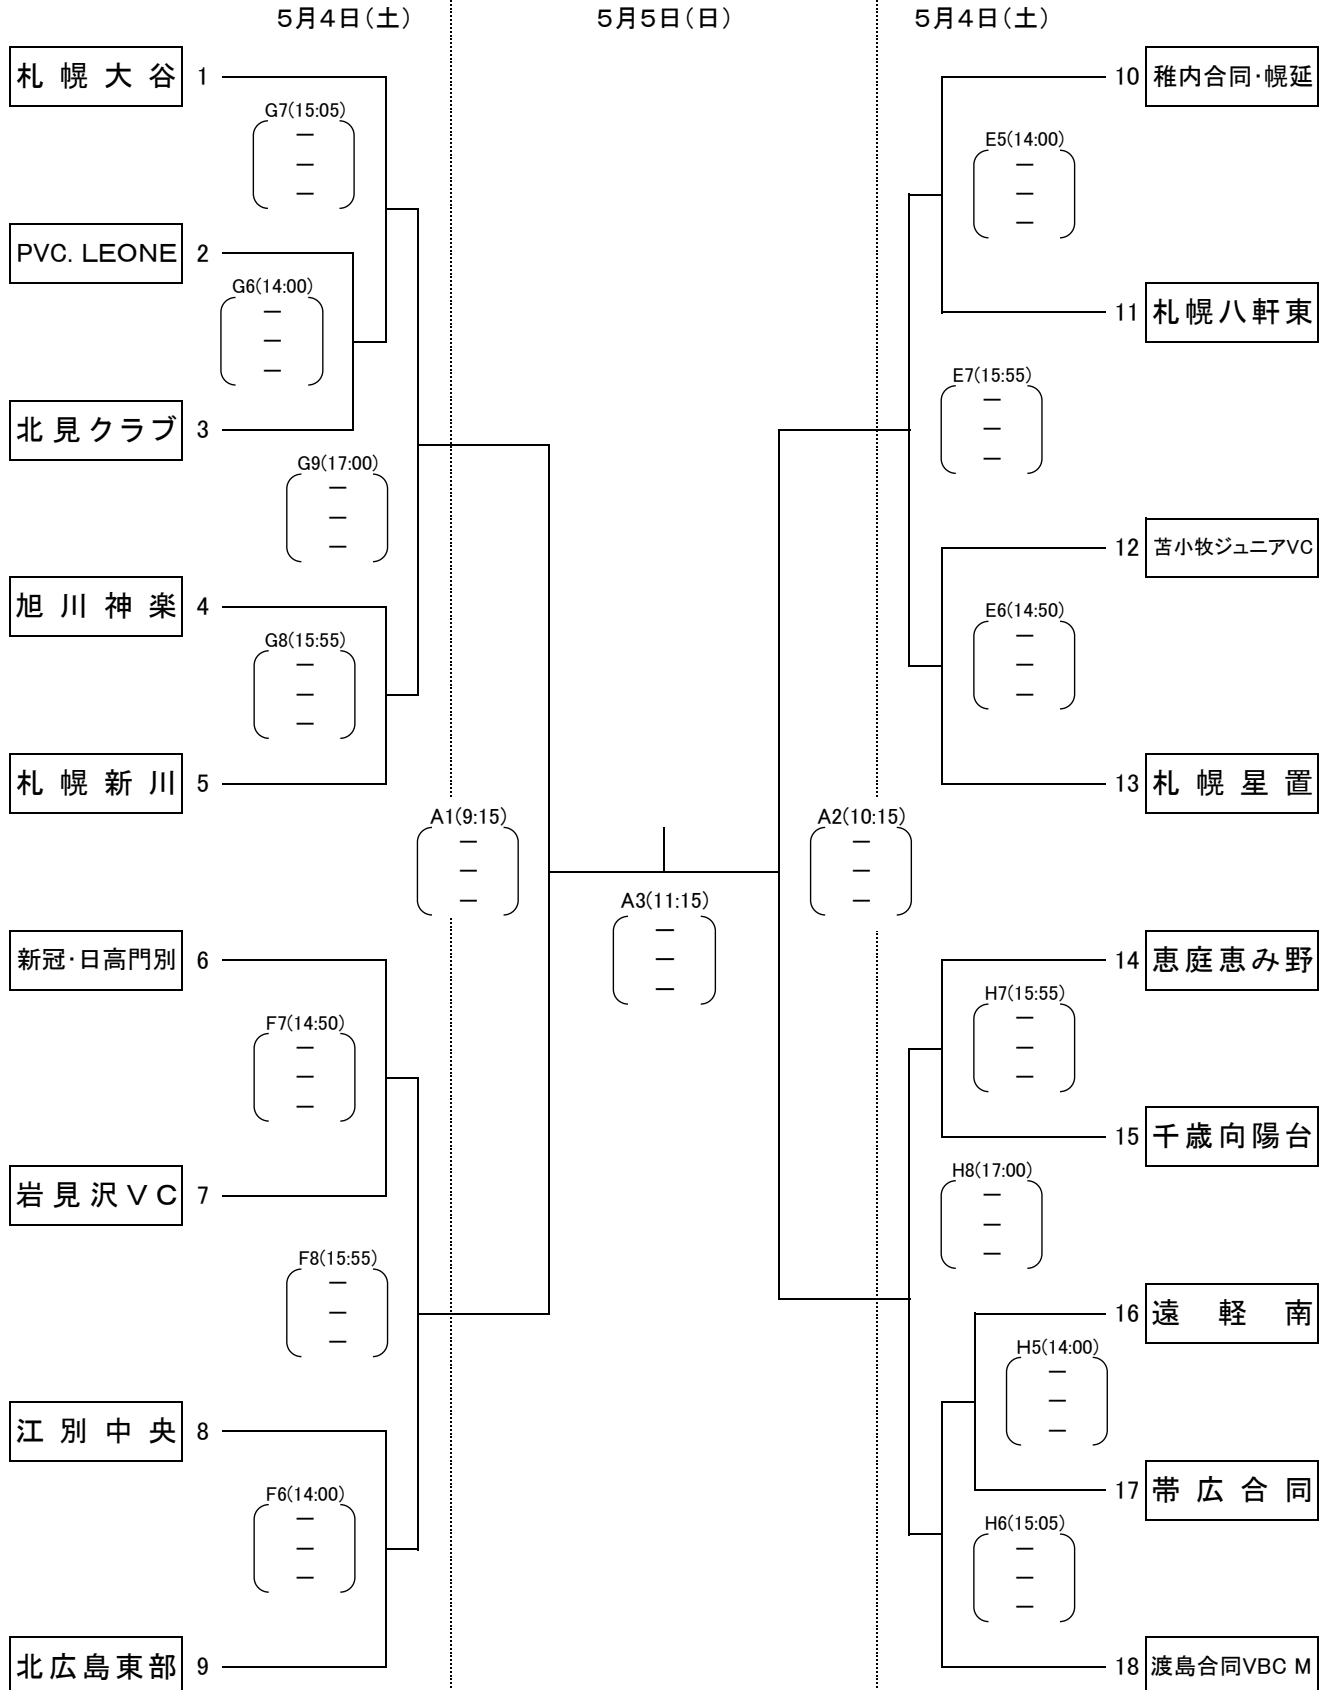 5月4日(土)
5月5日(日)
5月4日(土)
札幌大谷 1
G7(15:05)
PVC. LEONE 2
G6(14:00)
北見クラブ 3
G9(17:00)
旭川神楽 4
G8(15:55)
札幌新川 5
A1(9:15)
新冠・日高門別 6
F7(14:50)
岩見沢VC 7
F8(15:55)
江別中央 8
F6(14:00)
北広島東部 9
A3(11:15)
10 稚内合同・幌延
E5(14:00)
11 札幌八軒東
E7(15:55)
12 苫小牧ジュニアVC
E6(14:50)
13 札幌星置
A2(10:15)
14 恵庭恵み野
H7(15:55)
15 千歳向陽台
H8(17:00)
16 遠軽南
H5(14:00)
17 帯広合同
H6(15:05)
18 渡島合同VBC M